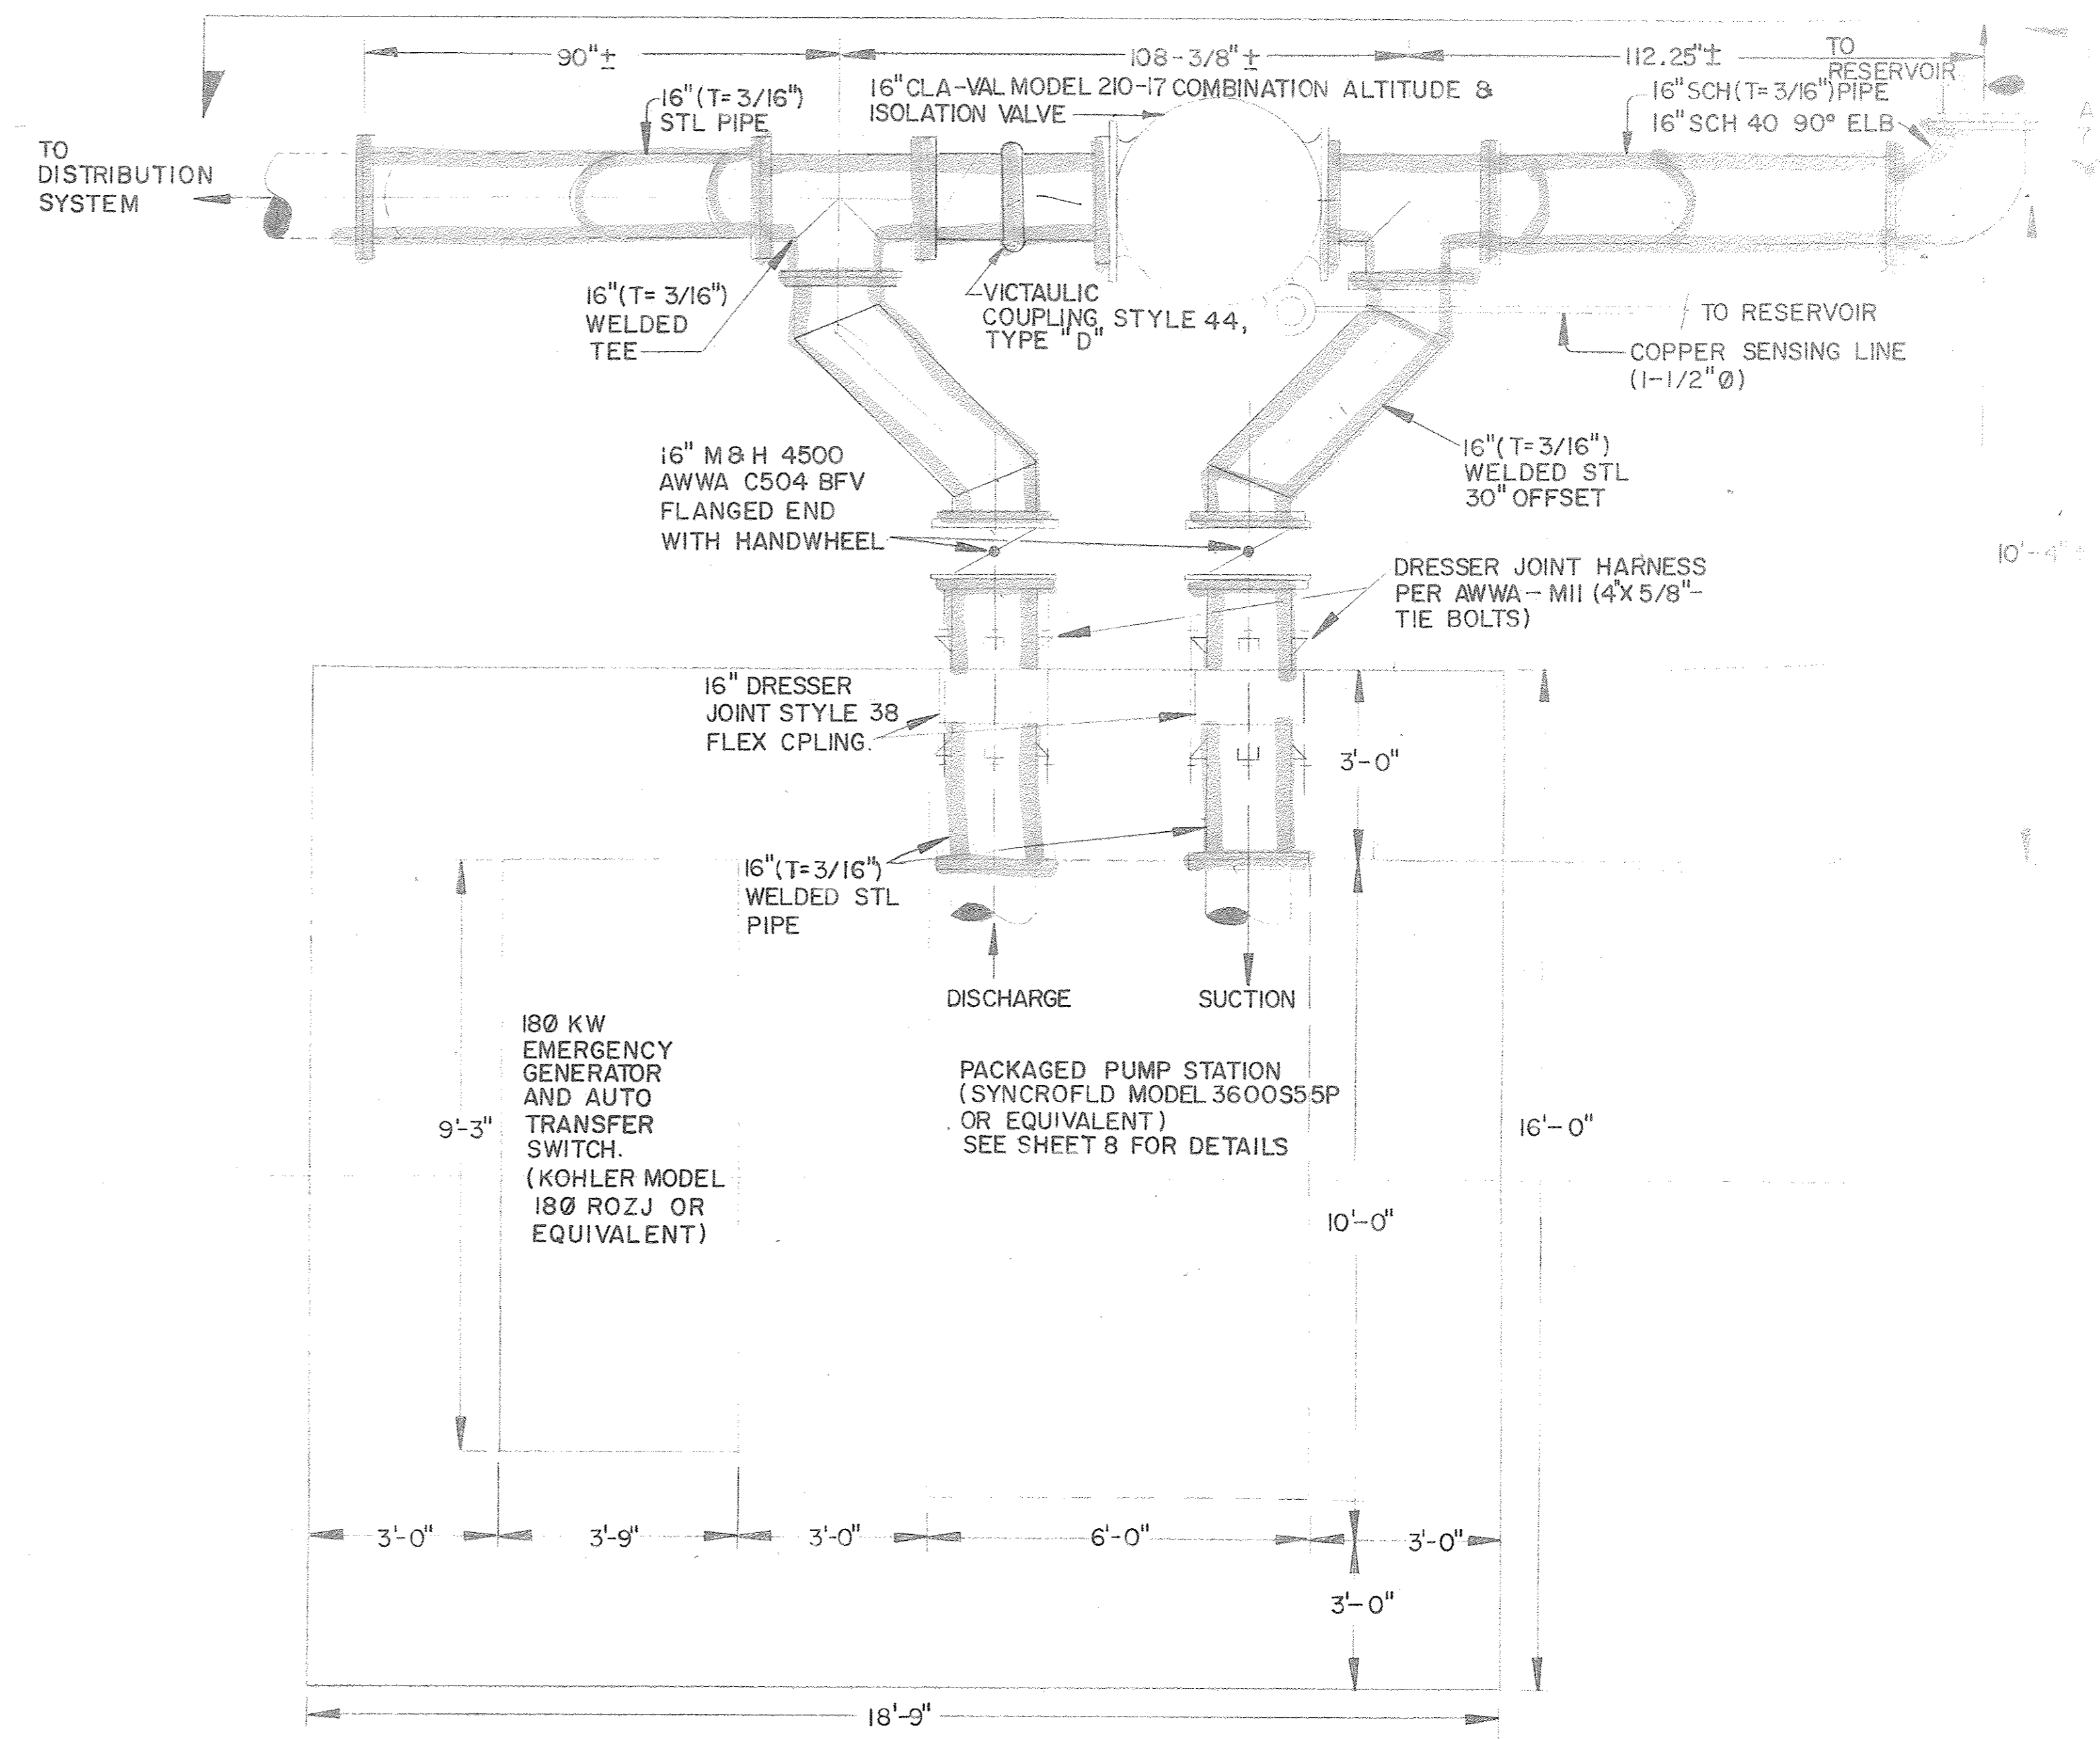 90"±
108-3/8"±
112.25"±
TO
RESERVOIR
16"(T=3/16")
STL PIPE
16" CLA-VAL MODEL 210-17 COMBINATION ALTITUDE &
ISOLATION VALVE
16" SCH(T=3/16")PIPE
16" SCH 40 90° ELB
TO
DISTRIBUTION
SYSTEM
16"(T=3/16")
WELDED
TEE
VICTAULIC
COUPLING STYLE 44,
TYPE "D"
TO RESERVOIR
COPPER SENSING LINE
(1-1/2"Ø)
16" M&H 4500
AWWA C504 BFV
FLANGED END
WITH HANDWHEEL
16"(T=3/16")
WELDED STL
30" OFFSET
10'-4"±
DRESSER JOINT HARNESS
PER AWWA-M11 (4"X5/8"-
TIE BOLTS)
16" DRESSER
JOINT STYLE 38
FLEX CPLING.
3'-0"
16"(T=3/16")
WELDED STL
PIPE
DISCHARGE
SUCTION
180 KW
EMERGENCY
GENERATOR
AND AUTO
TRANSFER
SWITCH.
(KOHLER MODEL
180 ROZJ OR
EQUIVALENT)
9'-3"
PACKAGED PUMP STATION
(SYNCROFLD MODEL 3600S55P
OR EQUIVALENT)
SEE SHEET 8 FOR DETAILS
16'-0"
10'-0"
3'-0"
3'-9"
3'-0"
6'-0"
3'-0"
3'-0"
18'-9"